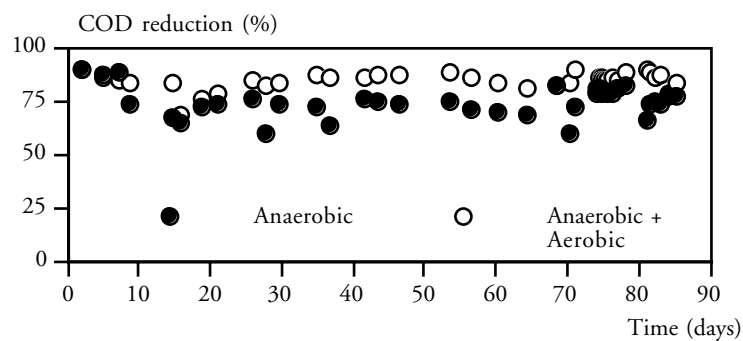 COD reduction (%)
100
75
50
25
0
Anaerobic
Anaerobic +
Aerobic
0 10 20 30 40 50 60 70 80 90
Time (days)